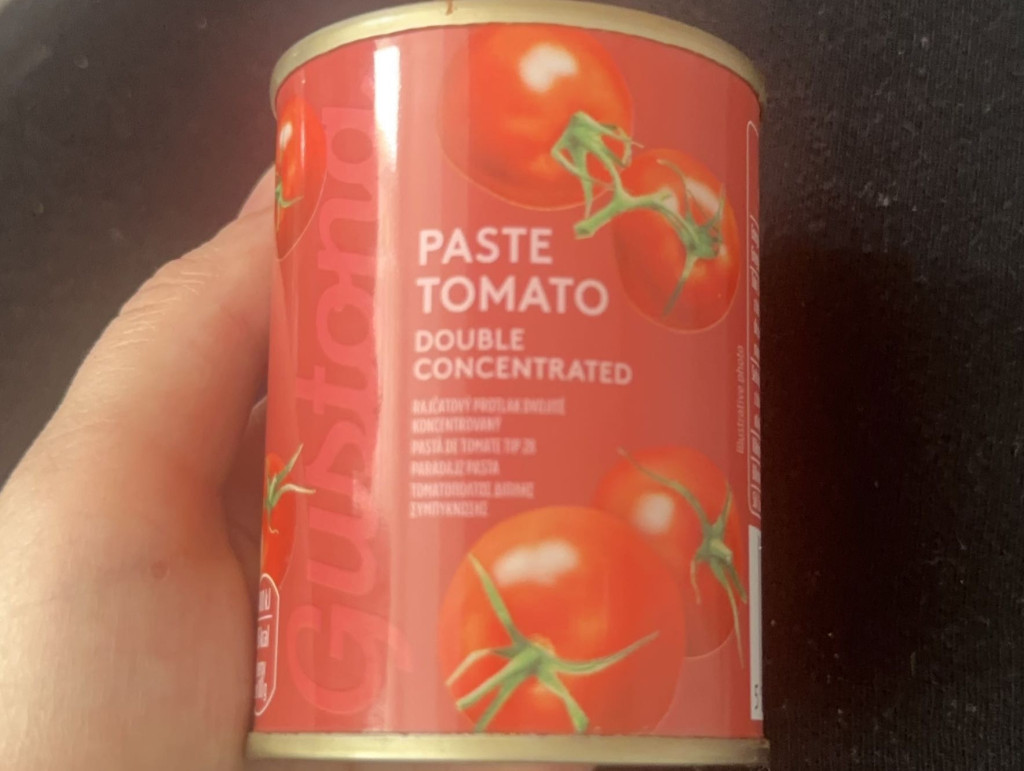 Gustona
PASTE
TOMATO
DOUBLE
CONCENTRATED
RAJČATOVÝ PROTLAK DVOJITĚ
KONCENTROVANÝ
PASTĂ DE TOMATE TIP 28
PARADAJZ PASTA
ΤΟΜΑΤΟΠΟΛΤΟΣ ΔΙΠΛΗΣ
ΣΥΜΠΥΚΝΩΣΗΣ
Illustrative photo